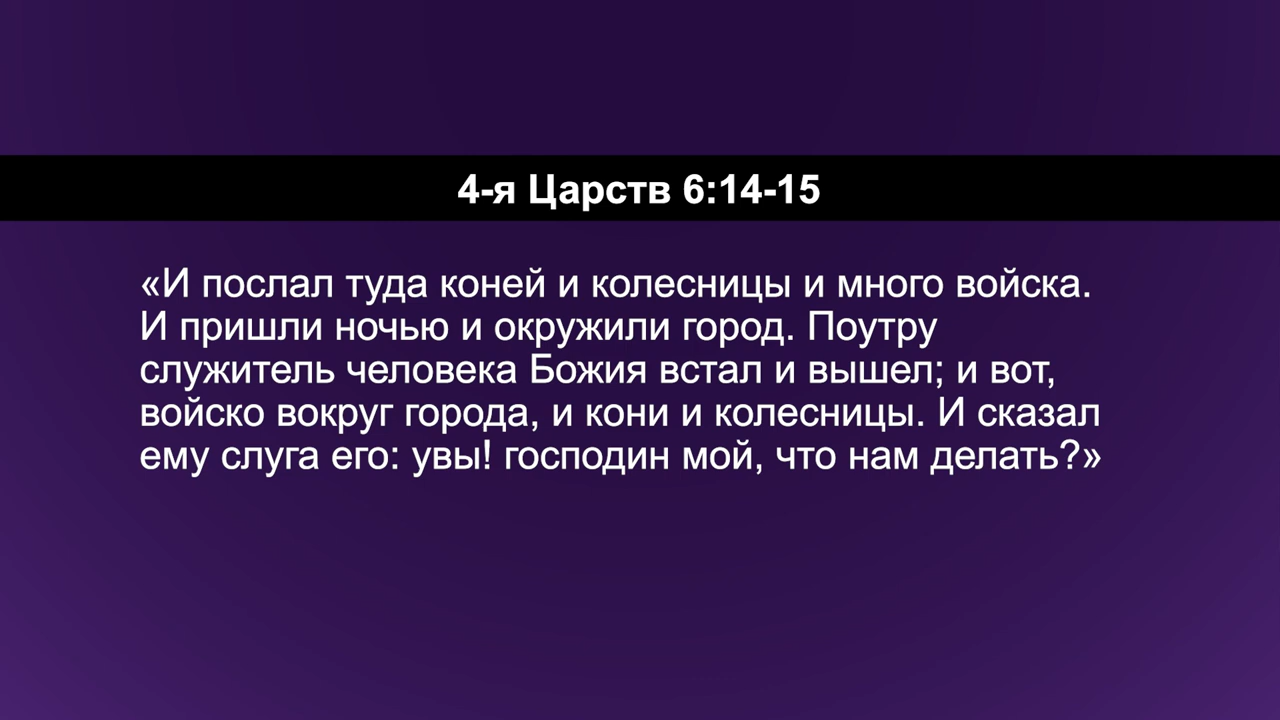 4-я Царств 6:14-15
«И послал туда коней и колесницы и много войска.
И пришли ночью и окружили город. Поутру
служитель человека Божия встал и вышел; и вот,
войско вокруг города, и кони и колесницы. И сказал
ему слуга его: увы! господин мой, что нам делать?»